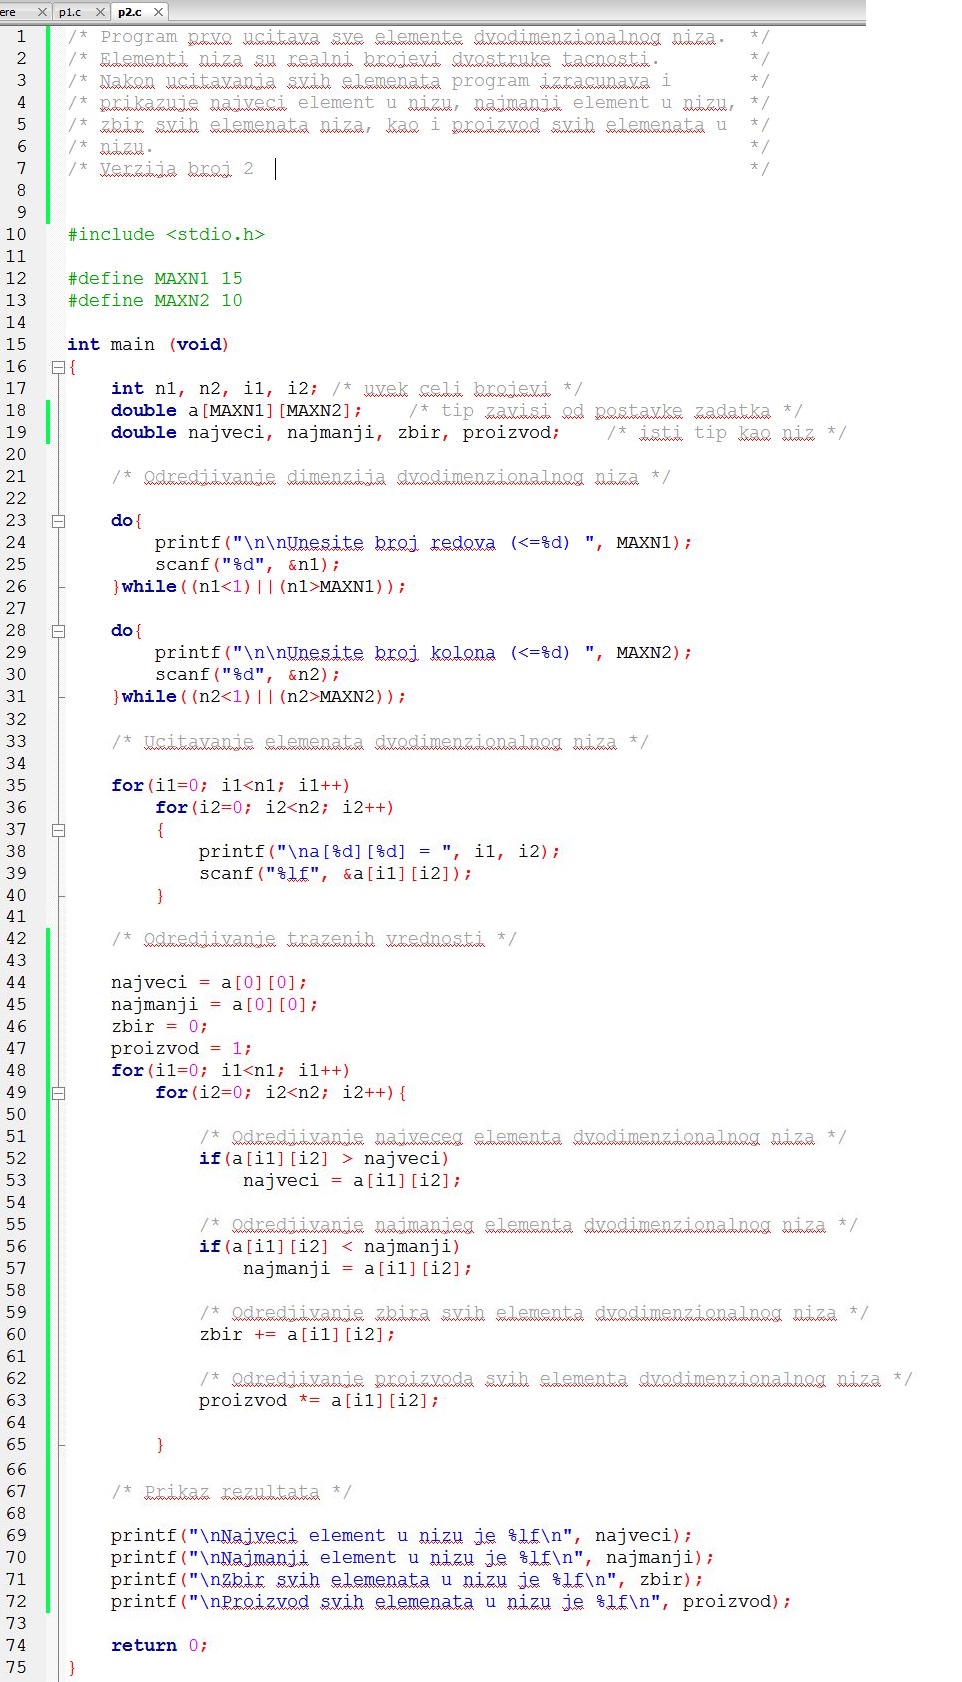 ere p1.c p2.c
1 /* Program prvo ucitava sve elemente dvodimenzionalnog niza. */
2 /* Elementi niza su realni brojevi dvostruke tacnosti. */
3 /* Nakon ucitavanja svih elemenata program izracunava i */
4 /* prikazuje najveci element u nizu, najmanji element u nizu, */
5 /* zbir svih elemenata niza, kao i proizvod svih elemenata u */
6 /* nizu. */
7 /* Verzija broj 2 */
8
9
10 #include <stdio.h>
11
12 #define MAXN1 15
13 #define MAXN2 10
14
15 int main (void)
16 {
17     int n1, n2, i1, i2; /* uvek celi brojevi */
18     double a[MAXN1][MAXN2];    /* tip zavisi od postavke zadatka */
19     double najveci, najmanji, zbir, proizvod;    /* isti tip kao niz */
20
21     /* Odredjivanje dimenzija dvodimenzionalnog niza */
22
23     do{
24         printf("\n\nUnesite broj redova (<=%d) ", MAXN1);
25         scanf("%d", &n1);
26     }while((n1<1)||(n1>MAXN1));
27
28     do{
29         printf("\n\nUnesite broj kolona (<=%d) ", MAXN2);
30         scanf("%d", &n2);
31     }while((n2<1)||(n2>MAXN2));
32
33     /* Ucitavanje elemenata dvodimenzionalnog niza */
34
35     for(i1=0; i1<n1; i1++)
36         for(i2=0; i2<n2; i2++)
37         {
38             printf("\na[%d][%d] = ", i1, i2);
39             scanf("%lf", &a[i1][i2]);
40         }
41
42     /* Odredjivanje trazenih vrednosti */
43
44     najveci = a[0][0];
45     najmanji = a[0][0];
46     zbir = 0;
47     proizvod = 1;
48     for(i1=0; i1<n1; i1++)
49         for(i2=0; i2<n2; i2++){
50
51             /* Odredjivanje najveceg elementa dvodimenzionalnog niza */
52             if(a[i1][i2] > najveci)
53                 najveci = a[i1][i2];
54
55             /* Odredjivanje najmanjeg elementa dvodimenzionalnog niza */
56             if(a[i1][i2] < najmanji)
57                 najmanji = a[i1][i2];
58
59             /* Odredjivanje zbira svih elementa dvodimenzionalnog niza */
60             zbir += a[i1][i2];
61
62             /* Odredjivanje proizvoda svih elementa dvodimenzionalnog niza */
63             proizvod *= a[i1][i2];
64
65         }
66
67     /* Prikaz rezultata */
68
69     printf("\nNajveci element u nizu je %lf\n", najveci);
70     printf("\nNajmanji element u nizu je %lf\n", najmanji);
71     printf("\nZbir svih elemenata u nizu je %lf\n", zbir);
72     printf("\nProizvod svih elemenata u nizu je %lf\n", proizvod);
73
74     return 0;
75 }